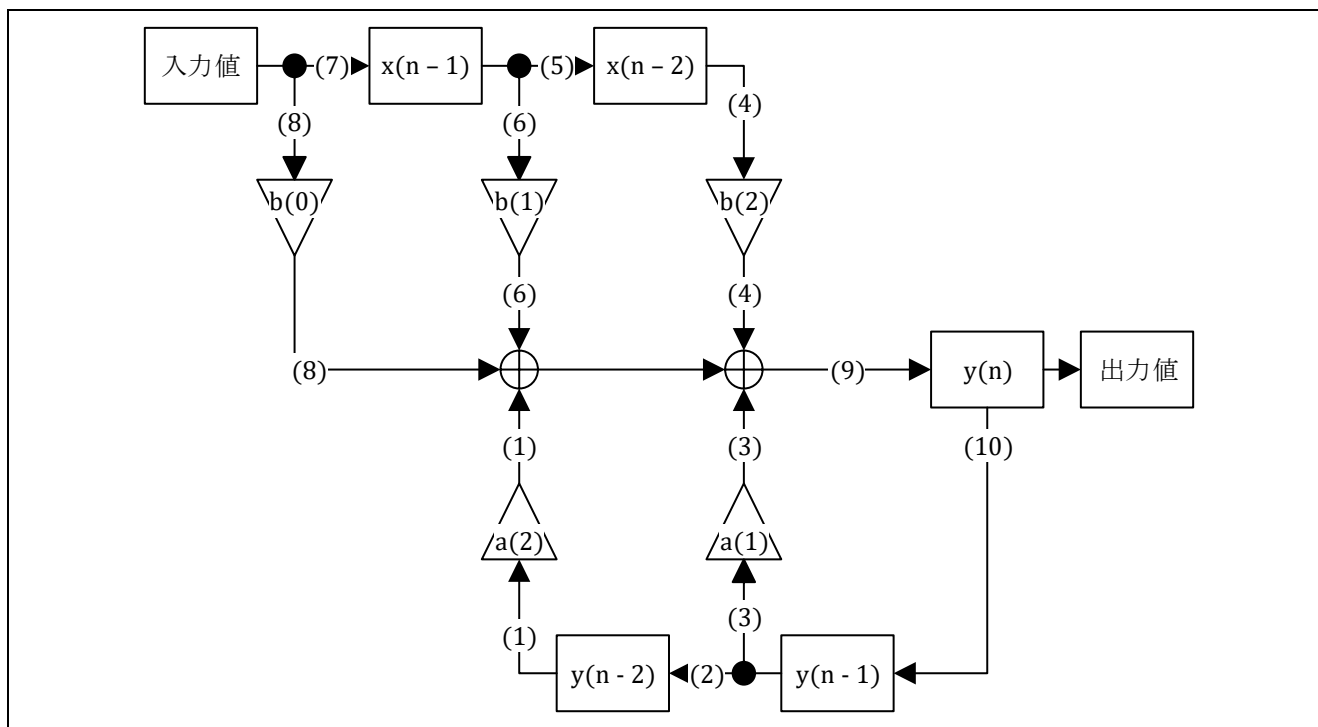 入力値
(7)
x(n – 1)
(5)
x(n – 2)
(8)
(6)
(4)
b(0)
b(1)
b(2)
(6)
(4)
(8)
(9)
y(n)
出力値
(1)
(3)
(10)
a(2)
a(1)
(1)
(3)
y(n - 2)
(2)
y(n - 1)